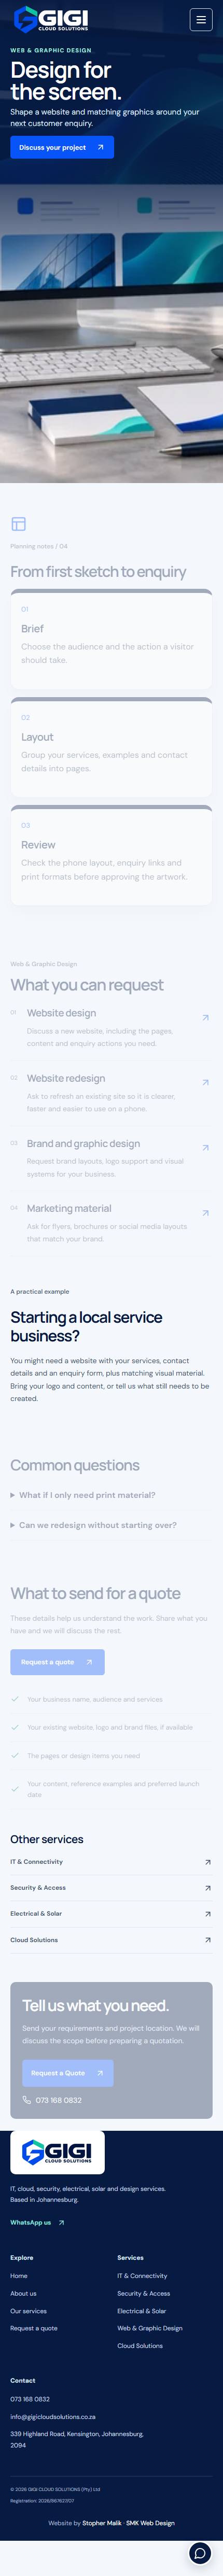 GIGI
CLOUD SOLUTIONS
WEB & GRAPHIC DESIGN
Design for
the screen.
Shape a website and matching graphics around your
next customer enquiry.
Discuss your project
Planning notes / 04
From first sketch to enquiry
01
Brief
Choose the audience and the action a visitor
should take.
02
Layout
Group your services, examples and contact
details into pages.
03
Review
Check the phone layout, enquiry links and
print formats before approving the artwork.
Web & Graphic Design
What you can request
01 Website design
Discuss a new website, including the pages,
content and enquiry actions you need.
02 Website redesign
Ask to refresh an existing site so it is clearer,
faster and easier to use on a phone.
03 Brand and graphic design
Request brand layouts, logo support and visual
systems for your business.
04 Marketing material
Ask for flyers, brochures or social media layouts
that match your brand.
A practical example
Starting a local service
business?
You might need a website with your services, contact
details and an enquiry form, plus matching visual material.
Bring your logo and content, or tell us what still needs to be
created.
Common questions
What if I only need print material?
Can we redesign without starting over?
What to send for a quote
These details help us understand the work. Share what you
have and we will discuss the rest.
Request a quote
Your business name, audience and services
Your existing website, logo and brand files, if available
The pages or design items you need
Your content, reference examples and preferred launch
date
Other services
IT & Connectivity
Security & Access
Electrical & Solar
Cloud Solutions
Tell us what you need.
Send your requirements and project location. We will
discuss the scope before preparing a quotation.
Request a Quote
073 168 0832
GIGI
CLOUD SOLUTIONS
IT, cloud, security, electrical, solar and design services.
Based in Johannesburg.
WhatsApp us
Explore
Home
About us
Our services
Request a quote
Services
IT & Connectivity
Security & Access
Electrical & Solar
Web & Graphic Design
Cloud Solutions
Contact
073 168 0832
info@gigicloudsolutions.co.za
339 Highland Road, Kensington, Johannesburg,
2094
© 2026 GIGI CLOUD SOLUTIONS (Pty) Ltd
Registration: 2026/067923/07
Website by Stopher Malik · SMK Web Design